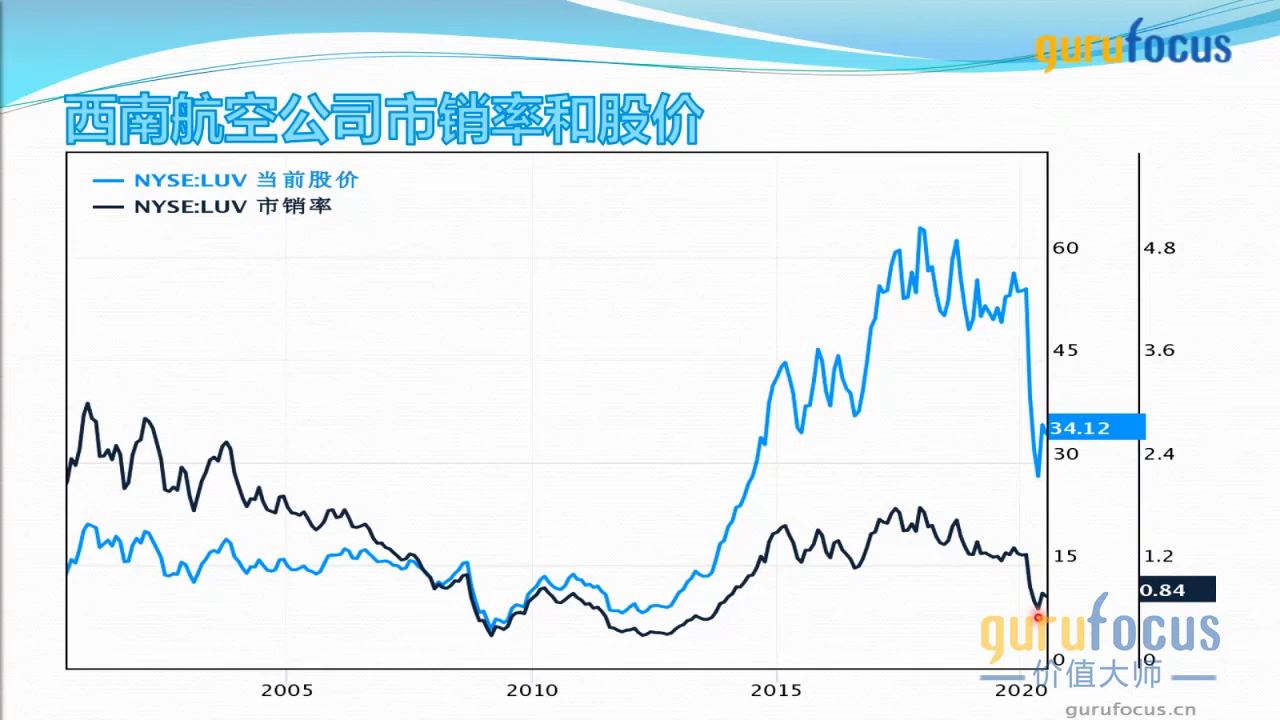 gurufocus
西南航空公司市销率和股价
NYSE:LUV 当前股价
NYSE:LUV 市销率
60 4.8
45 3.6
34.12
30 2.4
15 1.2
0.84
gurufocus
0 0
价值大师
2005 2010 2015 2020
gurufocus.cn